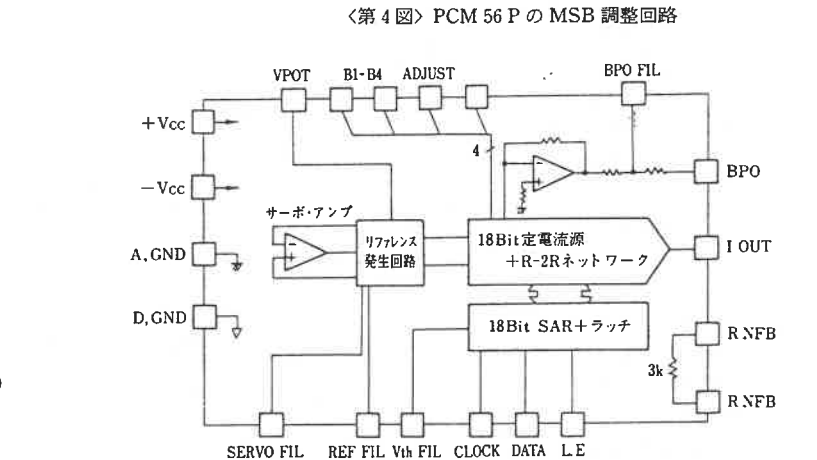 〈第4図〉 PCM 56 P の MSB 調整回路
VPOT
B1-B4 ADJUST
BPO FIL
+Vcc
4
BPO
-Vcc
サーボ・アンプ
リファレンス
発生回路
18Bit定電流源
+R-2Rネットワーク
I OUT
A,GND
D,GND
18Bit SAR+ラッチ
R NFB
3k
R NFB
SERVO FIL
REF FIL
Vth FIL
CLOCK
DATA
L.E